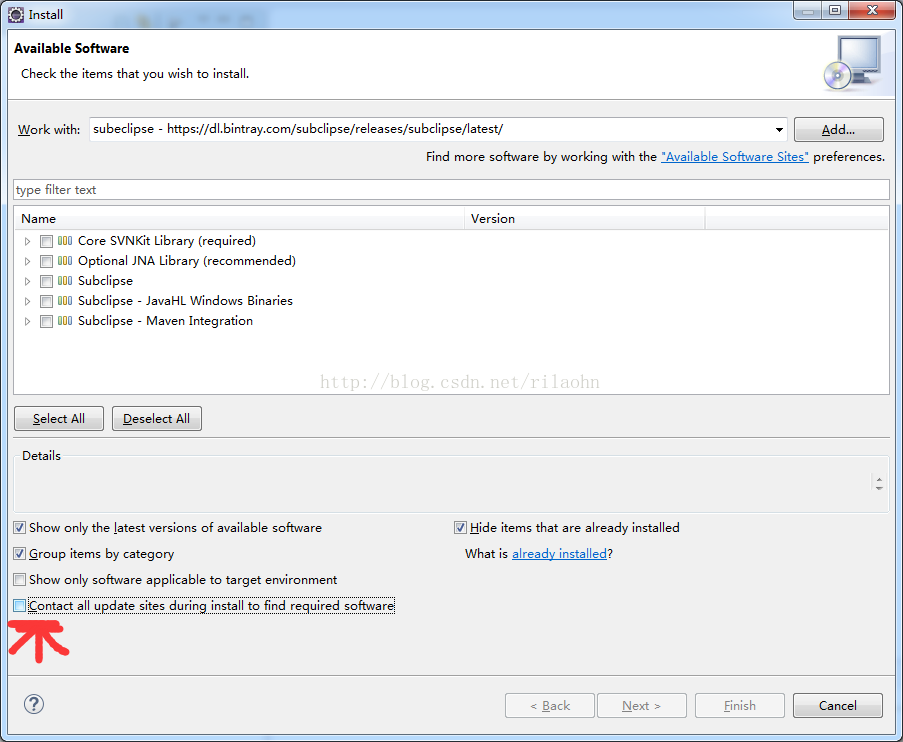 Install
Available Software
Check the items that you wish to install.
Work with: subeclipse - https://dl.bintray.com/subclipse/releases/subclipse/latest/ Add...
Find more software by working with the "Available Software Sites" preferences.
type filter text
Name Version
Core SVNKit Library (required)
Optional JNA Library (recommended)
Subclipse
Subclipse - JavaHL Windows Binaries
Subclipse - Maven Integration
http://blog.csdn.net/rilaohn
Select All Deselect All
Details
Show only the latest versions of available software Hide items that are already installed
Group items by category What is already installed?
Show only software applicable to target environment
Contact all update sites during install to find required software
? < Back Next > Finish Cancel